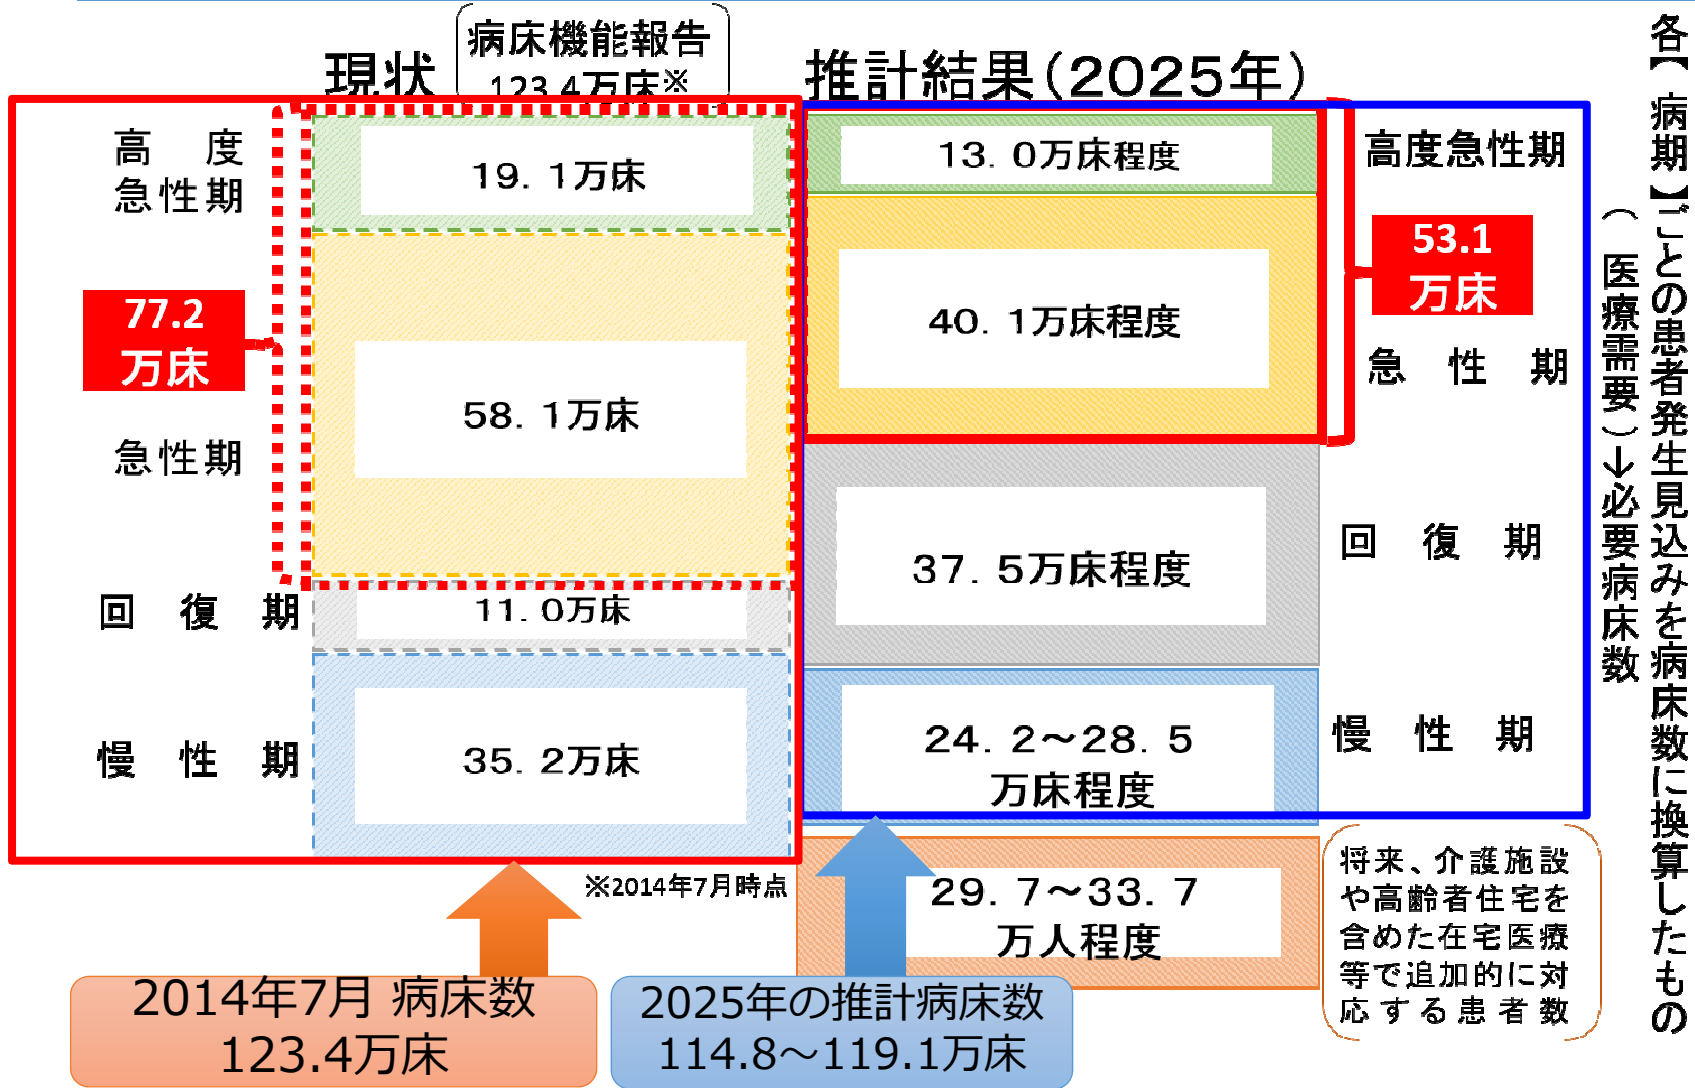 現状
病床機能報告
123.4万床※
高 度
急性期
77.2
万床
急性期
回 復 期
慢 性 期
19. 1万床
58. 1万床
11. 0万床
35. 2万床
※2014年7月時点
2014年7月 病床数
123.4万床
推計結果(2025年)
13. 0万床程度
40. 1万床程度
37. 5万床程度
24. 2~28. 5
万床程度
29. 7~33. 7
万人程度
高度急性期
53.1
万床
急 性 期
回 復 期
慢 性 期
将来、介護施設
や高齢者住宅を
含めた在宅医療
等で追加的に対
応する患者数
2025年の推計病床数
114.8~119.1万床
各【 病期】ごとの患者発生見込みを病床数に換算したもの
( 医療需要)↓必要病床数